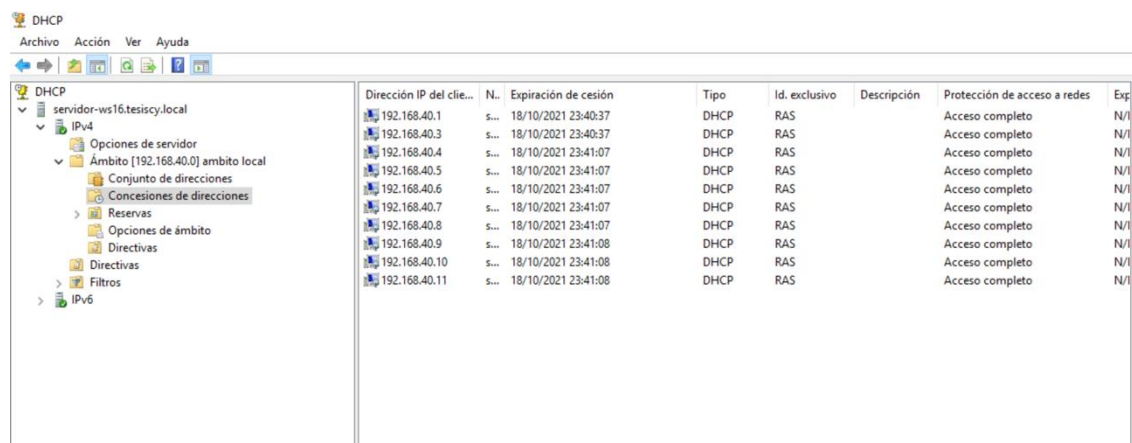 DHCP
Archivo Acción Ver Ayuda
DHCP
servidor-ws16.tesiscy.local
IPv4
Opciones de servidor
Ámbito [192.168.40.0] ambito local
Conjunto de direcciones
Concesiones de direcciones
Reservas
Opciones de ámbito
Directivas
Directivas
Filtros
IPv6
Dirección IP del clie... N.. Expiración de cesión Tipo Id. exclusivo Descripción Protección de acceso a redes Exp
192.168.40.1 s... 18/10/2021 23:40:37 DHCP RAS Acceso completo N/I
192.168.40.3 s... 18/10/2021 23:40:37 DHCP RAS Acceso completo N/I
192.168.40.4 s... 18/10/2021 23:41:07 DHCP RAS Acceso completo N/I
192.168.40.5 s... 18/10/2021 23:41:07 DHCP RAS Acceso completo N/I
192.168.40.6 s... 18/10/2021 23:41:07 DHCP RAS Acceso completo N/I
192.168.40.7 s... 18/10/2021 23:41:07 DHCP RAS Acceso completo N/I
192.168.40.8 s... 18/10/2021 23:41:07 DHCP RAS Acceso completo N/I
192.168.40.9 s... 18/10/2021 23:41:08 DHCP RAS Acceso completo N/I
192.168.40.10 s... 18/10/2021 23:41:08 DHCP RAS Acceso completo N/I
192.168.40.11 s... 18/10/2021 23:41:08 DHCP RAS Acceso completo N/I